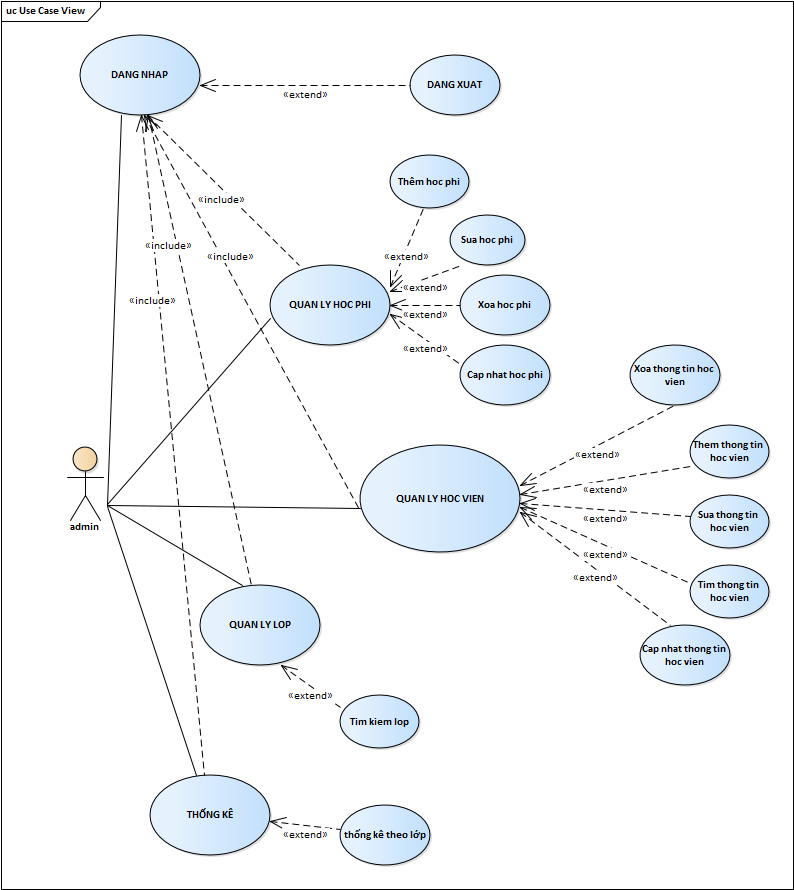 uc Use Case View
DANG NHAP
DANG XUAT
«extend»
Thêm hoc phi
«include»
Sua hoc phi
«include»
«include»
«extend»
«extend»
QUAN LY HOC PHI
Xoa hoc phi
«include»
«extend»
«extend»
Cap nhat hoc phi
Xoa thong tin hoc
vien
Them thong tin
hoc vien
«extend»
«extend»
QUAN LY HOC VIEN
Sua thong tin
hoc vien
«extend»
admin
«extend»
«extend»
Tim thong tin
hoc vien
QUAN LY LOP
Cap nhat thong tin
hoc vien
«extend»
Tim kiem lop
THỐNG KÊ
«extend»
thống kê theo lớp